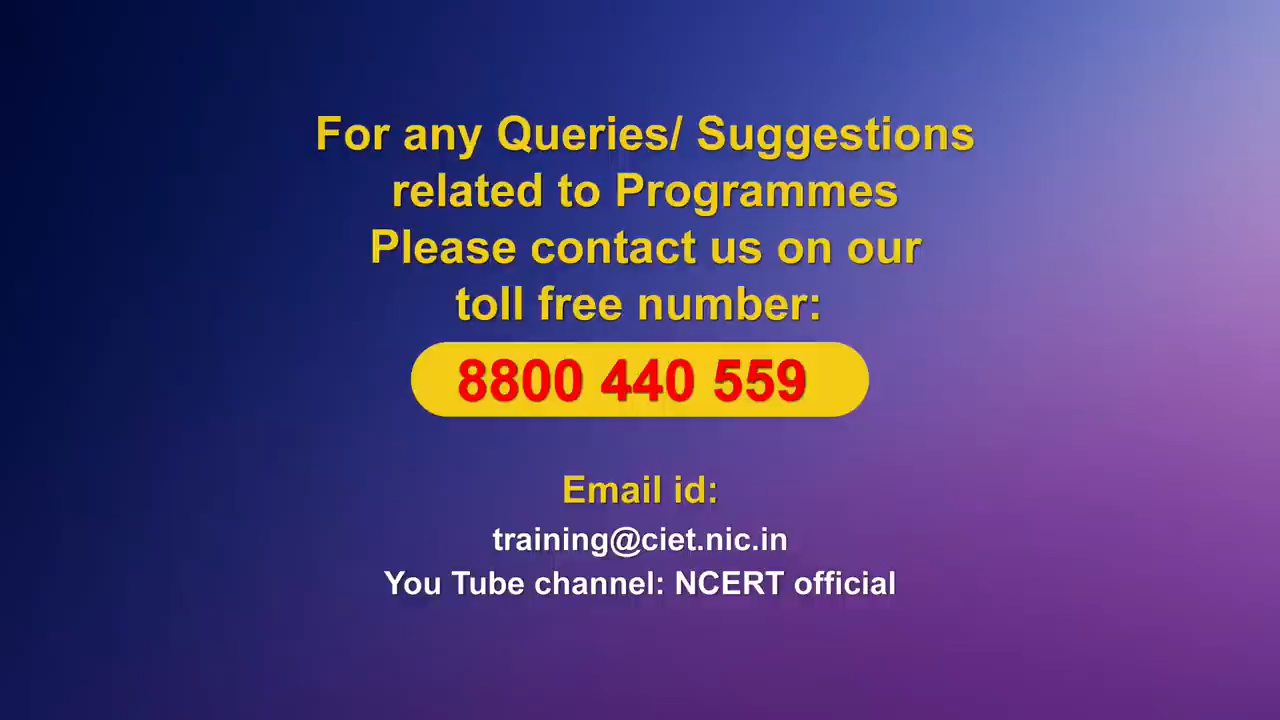 For any Queries/ Suggestions
related to Programmes
Please contact us on our
toll free number:
8800 440 559
Email id:
training@ciet.nic.in
You Tube channel: NCERT official